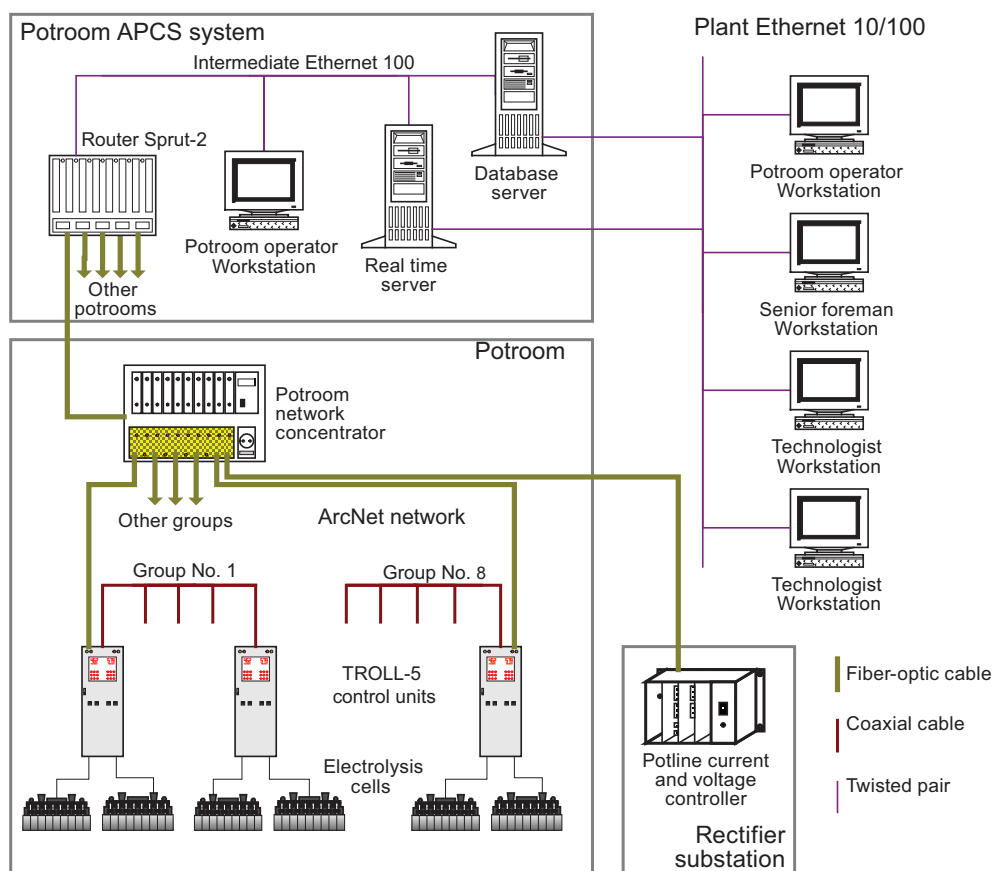 Potroom APCS system
Plant Ethernet 10/100
Intermediate Ethernet 100
Router Sprut-2
Database
server
Potroom operator
Workstation
Potroom operator
Workstation
Real time
server
Other
potrooms
Senior foreman
Workstation
Potroom
Potroom
network
concentrator
Technologist
Workstation
Other groups
ArcNet network
Group No. 1
Group No. 8
Technologist
Workstation
TROLL-5
control units
Fiber-optic cable
Coaxial cable
Electrolysis
cells
Potline current
and voltage
controller
Twisted pair
Rectifier
substation